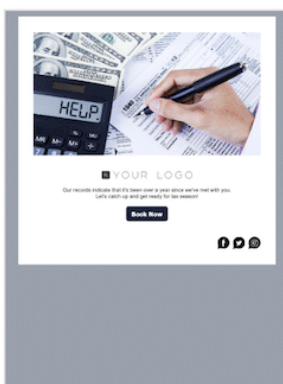 HELP.
1040
YOUR LOGO
Our records indicate that it's been over a year since we've met with you.
Let's catch up and get ready for tax season!
Book Now